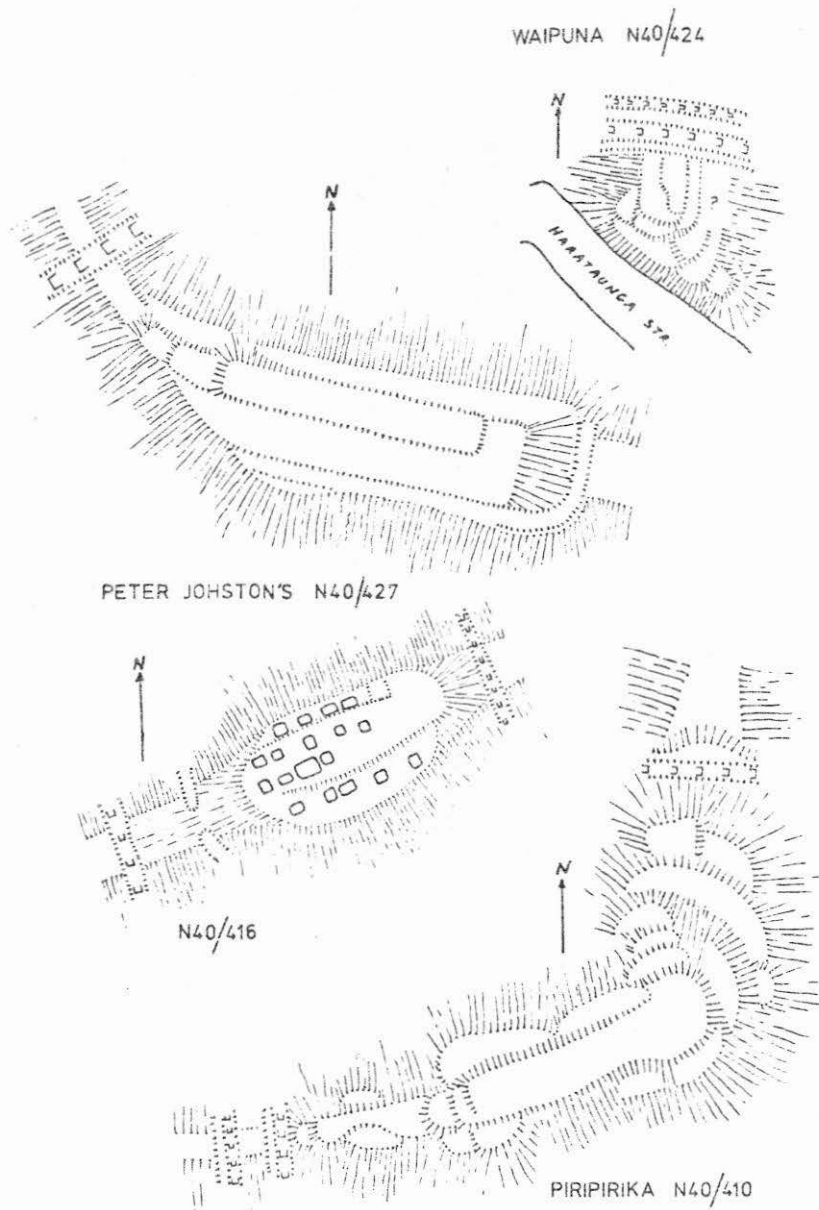 WAIPUNA N40/424
N
N
HARATAUNGA STR.
PETER JOHSTON'S N40/427
N
N40/416
N
?
PIRIPIRIKA N40/410